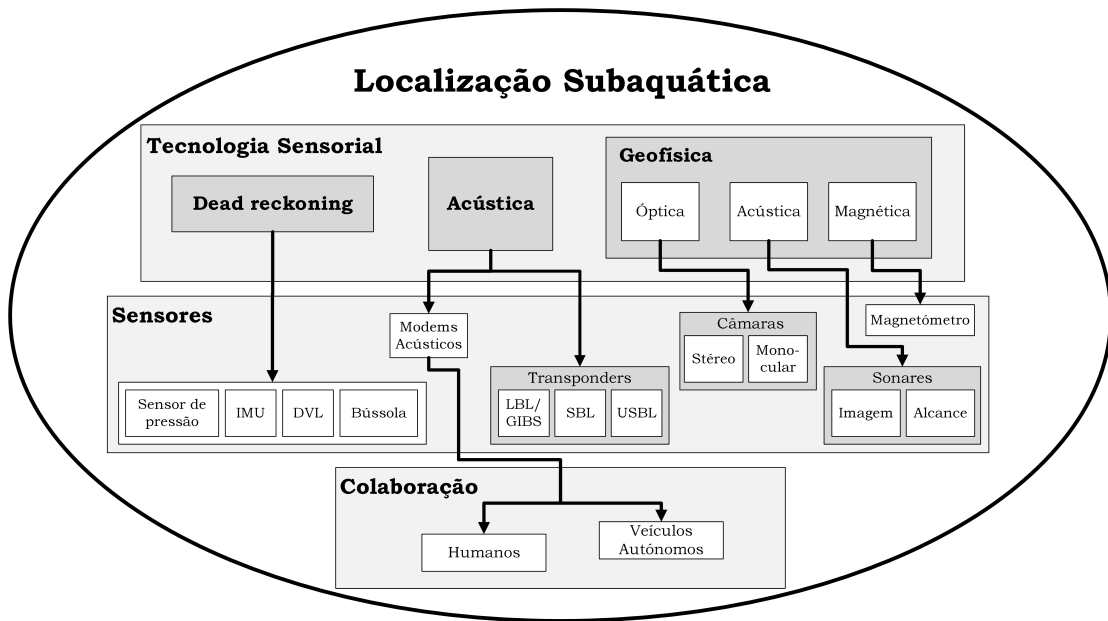 Localização Subaquática
Tecnologia Sensorial
Dead reckoning
Acústica
Geofísica
Óptica
Acústica
Magnética
Sensores
Modems
Acústicos
Câmaras
Stéreo
Mono-
cular
Magnetómetro
Sensor de
pressão
IMU
DVL
Bússola
Transponders
LBL/
GIBS
SBL
USBL
Sonares
Imagem
Alcance
Colaboração
Humanos
Veículos
Autónomos